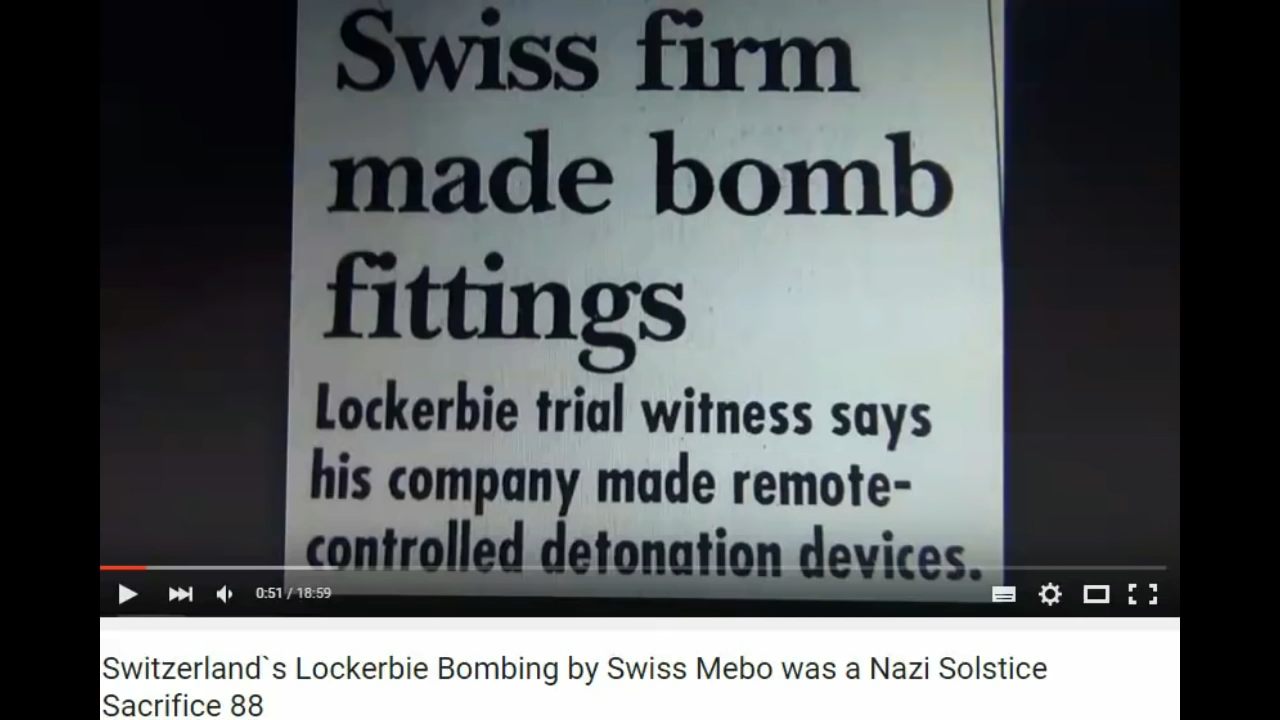 Swiss firm
made bomb
fittings
Lockerbie trial witness says
his company made remote-
controlled detonation devices.
0:51 / 18:59
Switzerland`s Lockerbie Bombing by Swiss Mebo was a Nazi Solstice
Sacrifice 88